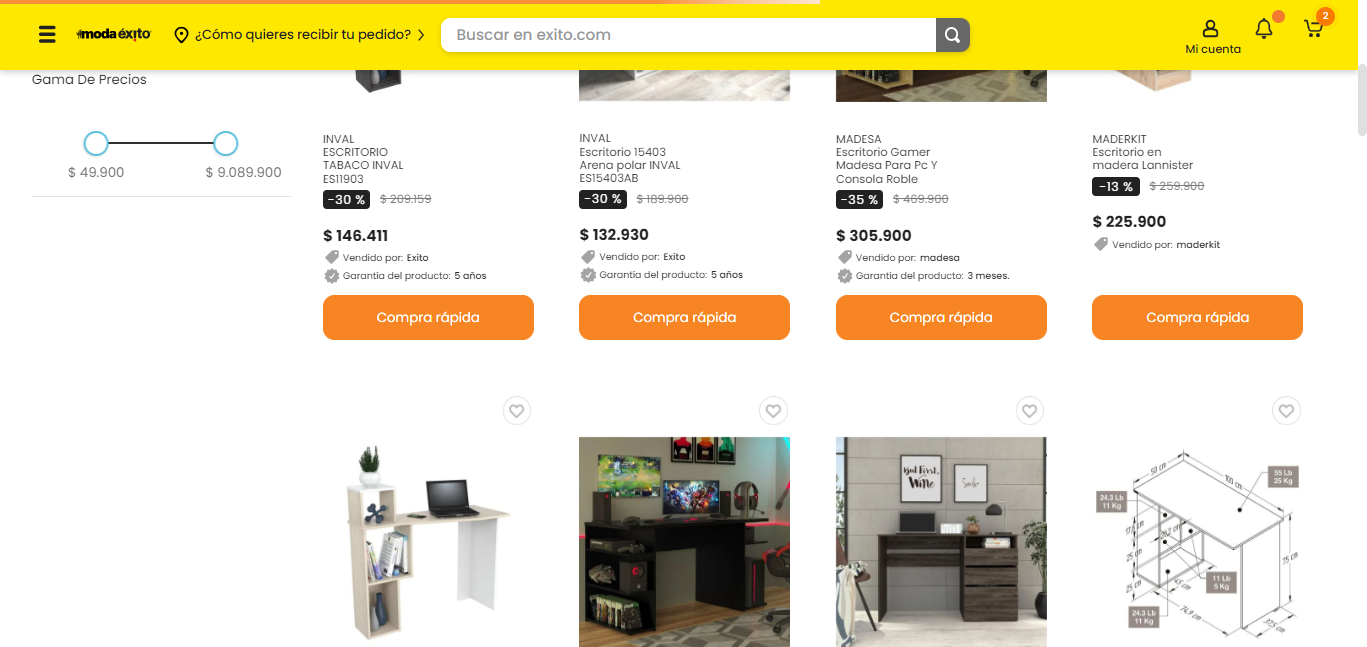 moda éxito
¿Cómo quieres recibir tu pedido?
Buscar en exito.com
Mi cuenta
2
Gama De Precios
$ 49.900
$ 9.089.900
INVAL
ESCRITORIO
TABACO INVAL
ES11903
-30 %
$ 209.159
$ 146.411
Vendido por: Exito
Garantía del producto: 5 años
Compra rápida
INVAL
Escritorio 15403
Arena polar INVAL
ES15403AB
-30 %
$ 189.900
$ 132.930
Vendido por: Exito
Garantía del producto: 5 años
Compra rápida
MADESA
Escritorio Gamer
Madesa Para Pc Y
Consola Roble
-35 %
$ 469.900
$ 305.900
Vendido por: madesa
Garantía del producto: 3 meses.
Compra rápida
MADERKIT
Escritorio en
madera Lannister
-13 %
$ 259.900
$ 225.900
Vendido por: maderkit
Compra rápida
But First,
Wine
50 cm
100 cm
55 Lb
25 Kg
24.3 Lb
11 Kg
25 cm
25 cm
75 cm
11 Lb
5 Kg
24.3 Lb
11 Kg
74,9 cm
37,5 cm